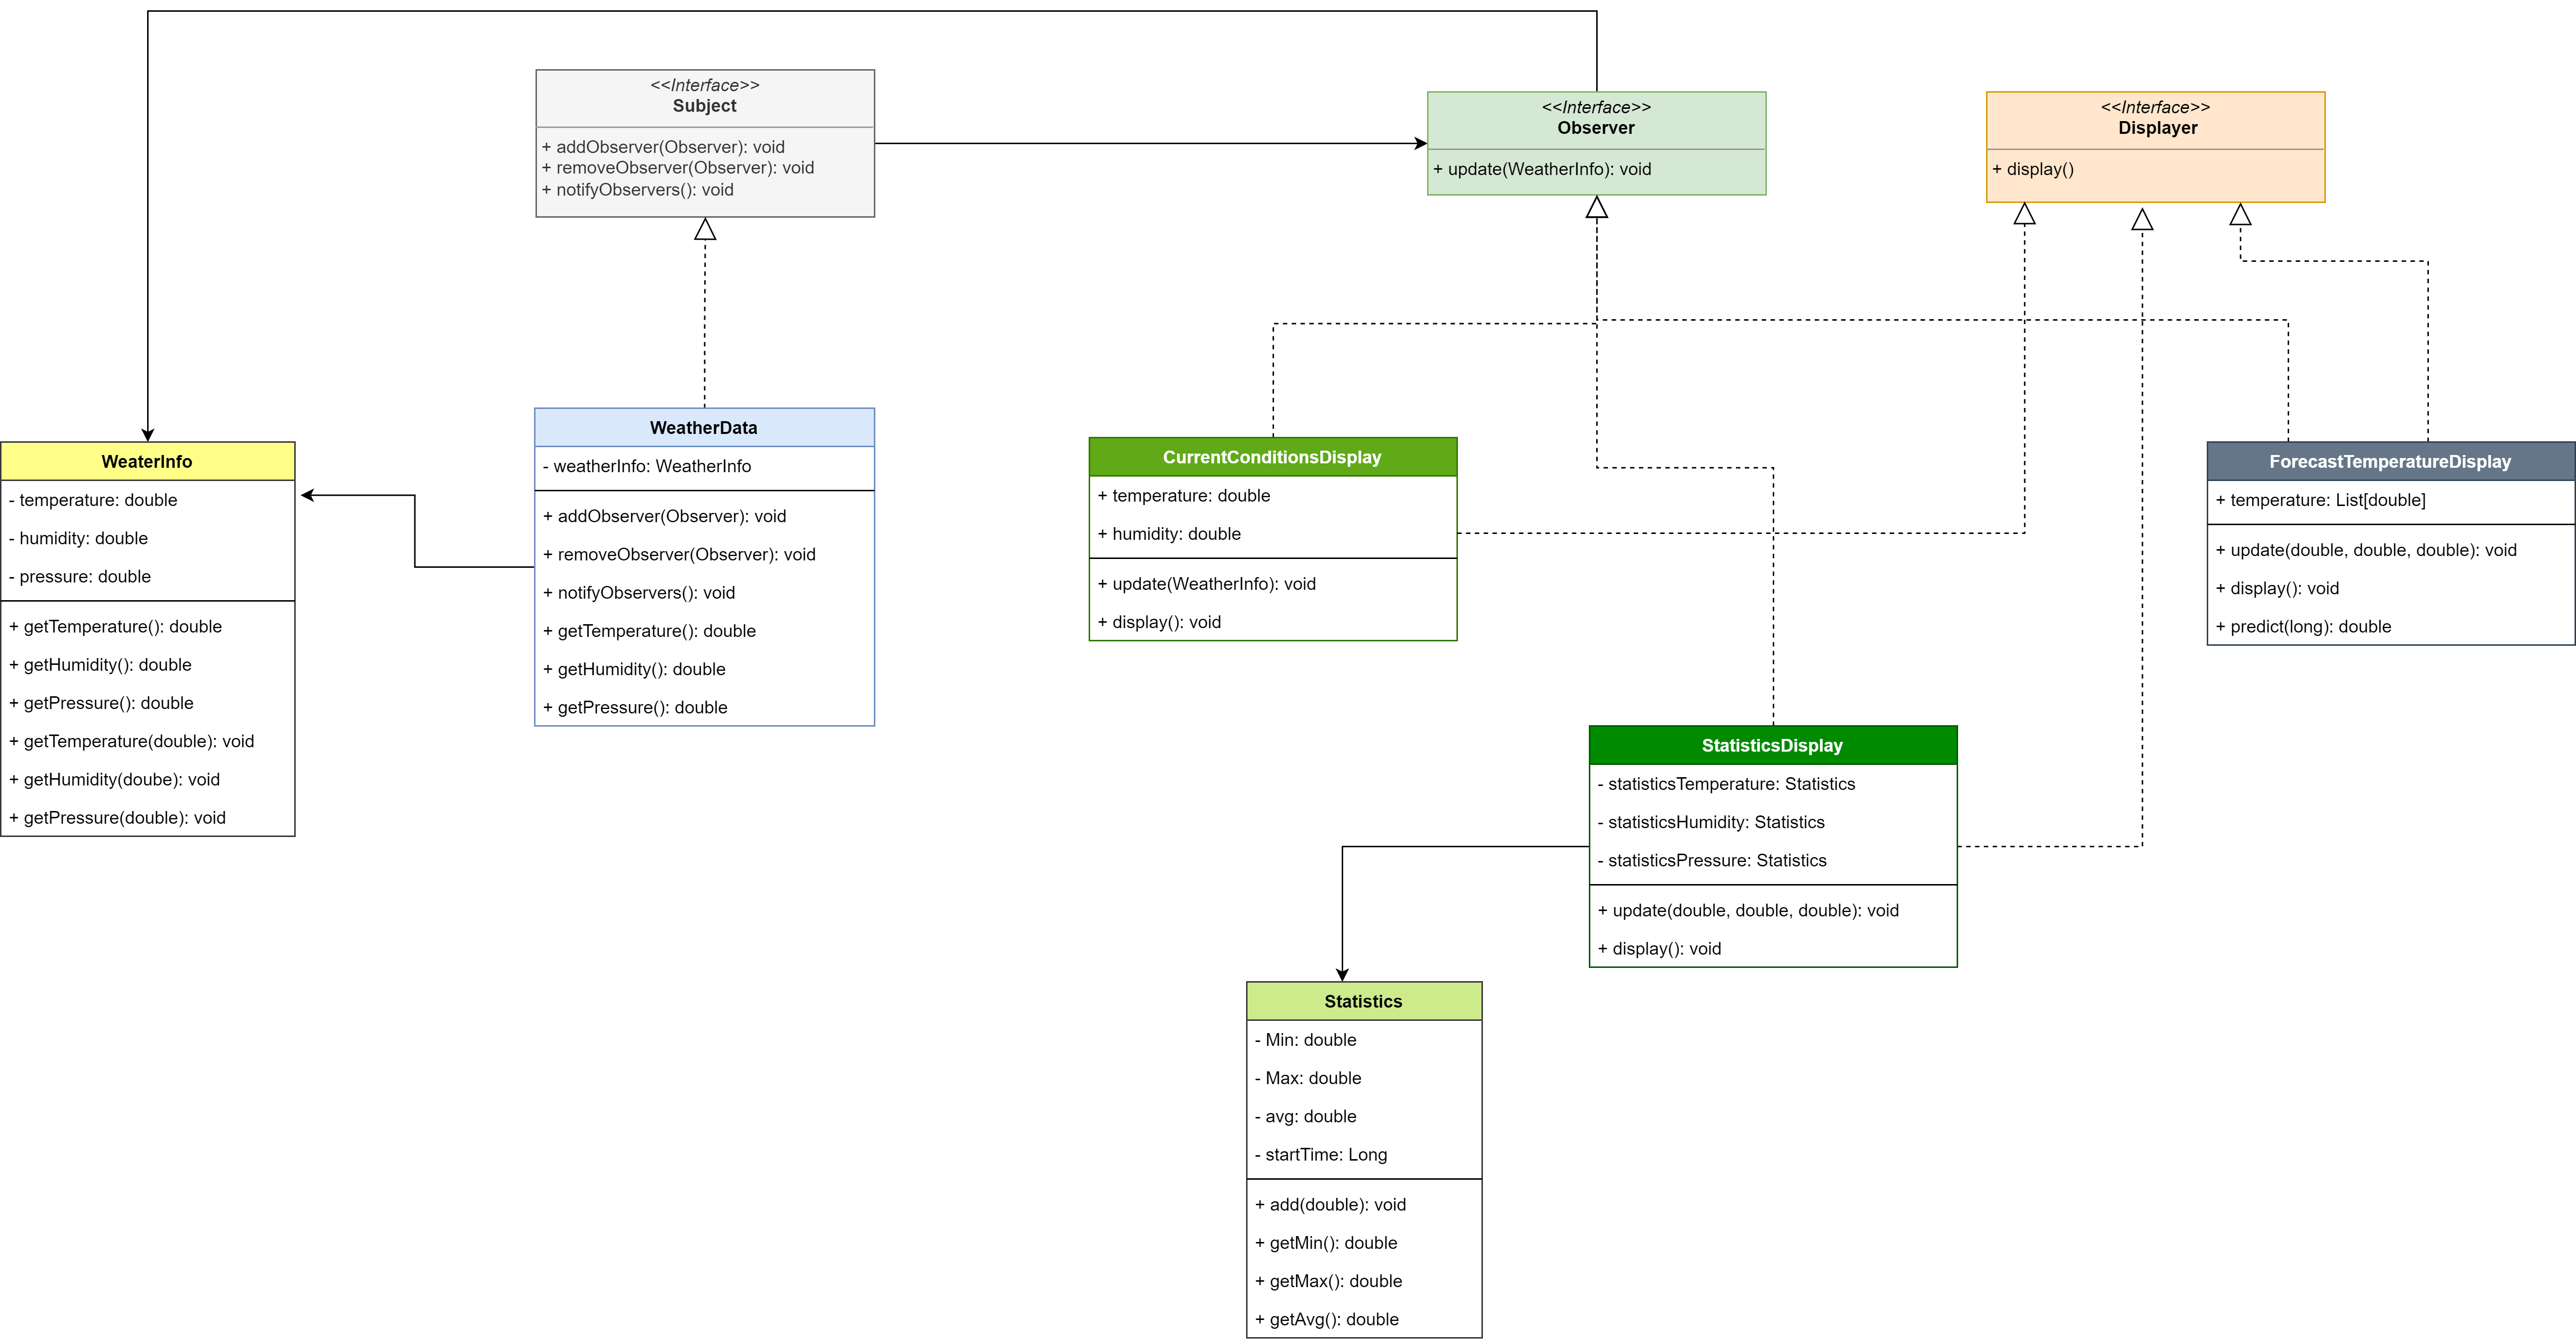 <<Interface>>
Subject
+ addObserver(Observer): void
+ removeObserver(Observer): void
+ notifyObservers(): void
<<Interface>>
Observer
+ update(WeatherInfo): void
<<Interface>>
Displayer
+ display()
WeaterInfo
- temperature: double
- humidity: double
- pressure: double
+ getTemperature(): double
+ getHumidity(): double
+ getPressure(): double
+ getTemperature(double): void
+ getHumidity(doube): void
+ getPressure(double): void
WeatherData
- weatherInfo: WeatherInfo
+ addObserver(Observer): void
+ removeObserver(Observer): void
+ notifyObservers(): void
+ getTemperature(): double
+ getHumidity(): double
+ getPressure(): double
CurrentConditionsDisplay
+ temperature: double
+ humidity: double
+ update(WeatherInfo): void
+ display(): void
ForecastTemperatureDisplay
+ temperature: List[double]
+ update(double, double, double): void
+ display(): void
+ predict(long): double
StatisticsDisplay
- statisticsTemperature: Statistics
- statisticsHumidity: Statistics
- statisticsPressure: Statistics
+ update(double, double, double): void
+ display(): void
Statistics
- Min: double
- Max: double
- avg: double
- startTime: Long
+ add(double): void
+ getMin(): double
+ getMax(): double
+ getAvg(): double